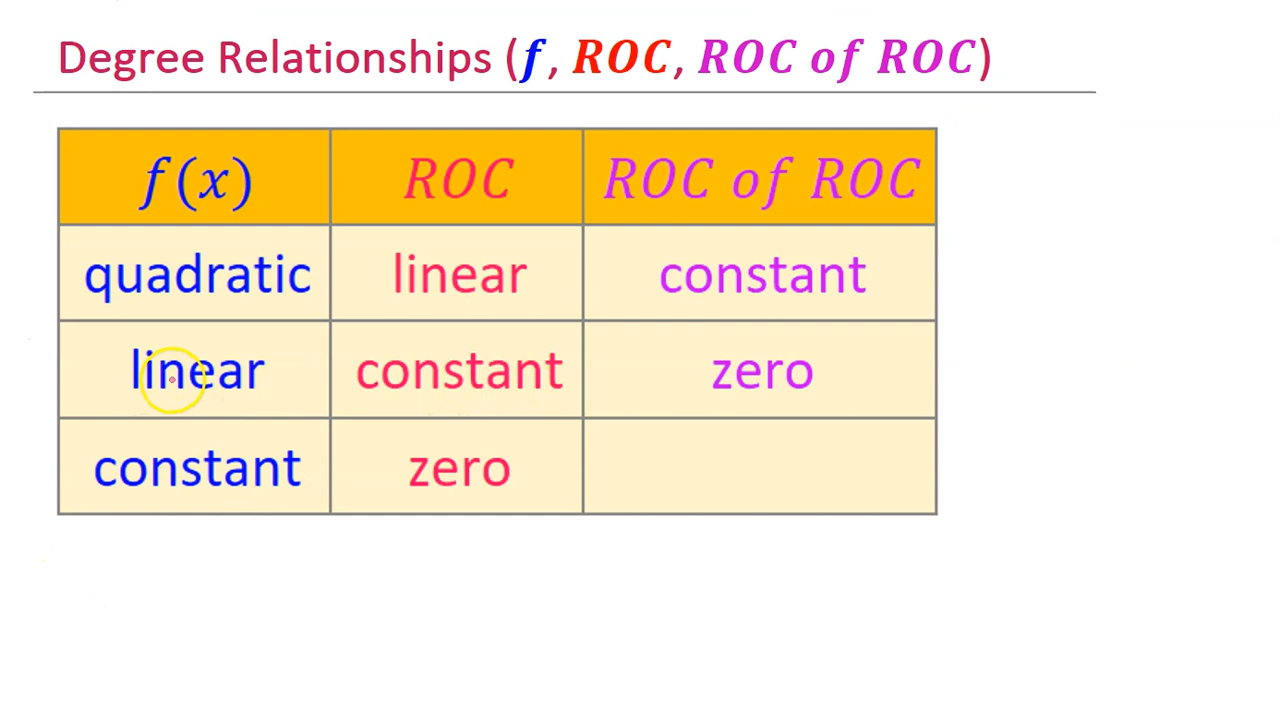 Degree Relationships (f, ROC, ROC of ROC)
f(x) ROC ROC of ROC
quadratic linear constant
linear constant zero
constant zero